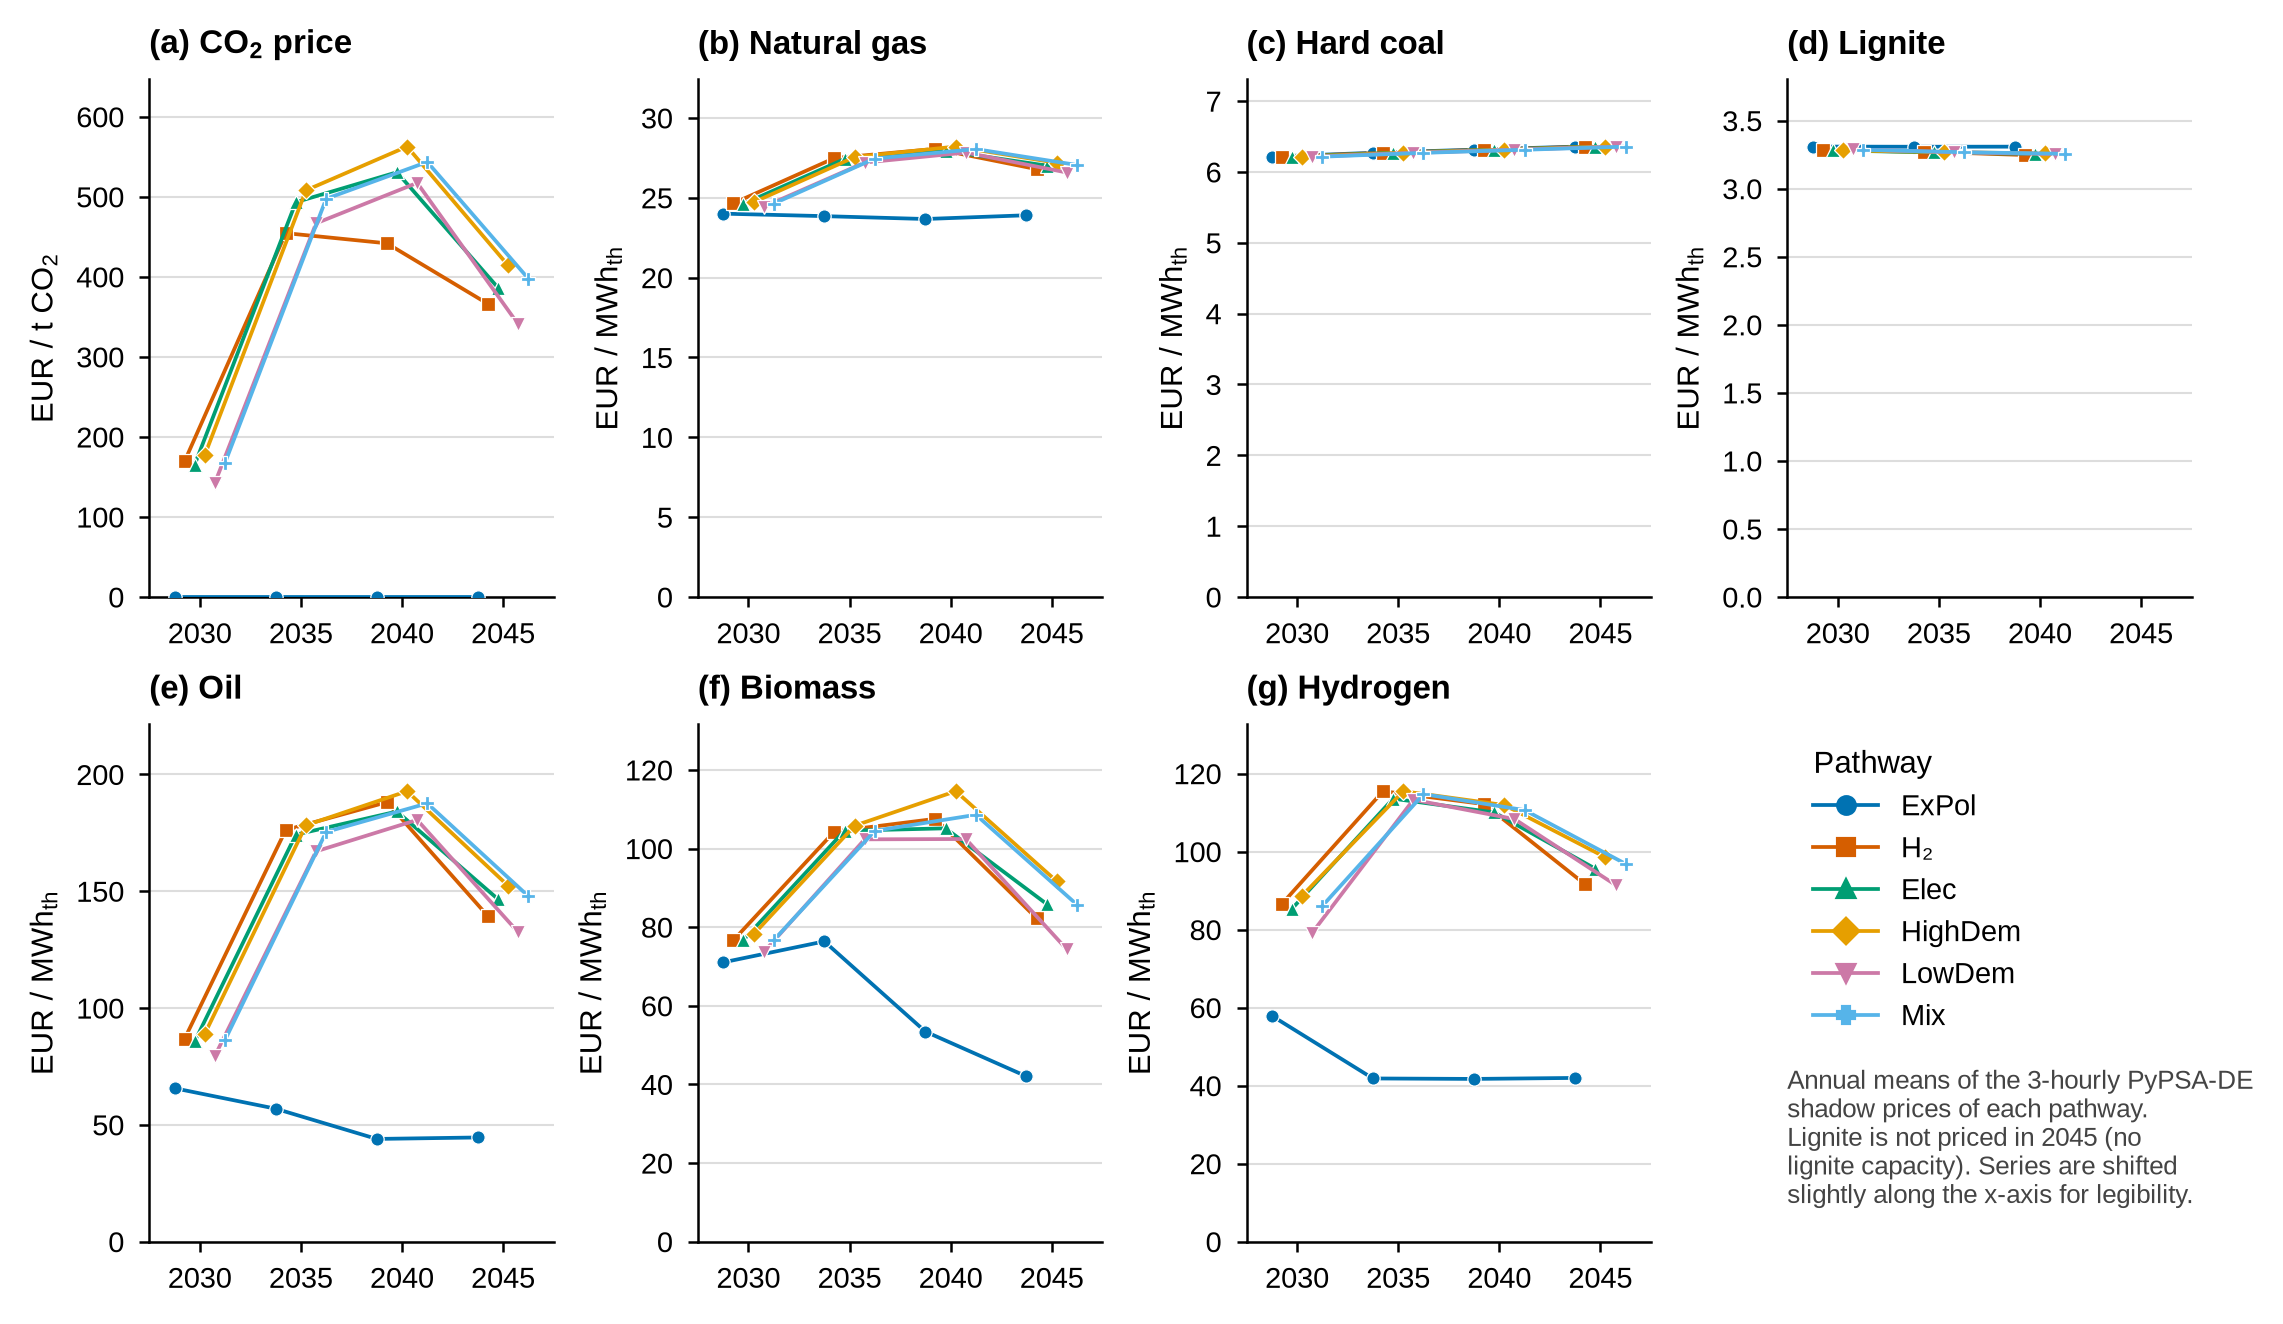 (a) CO₂ price
(b) Natural gas
(c) Hard coal
(d) Lignite
EUR / t CO₂
600
500
400
300
200
100
0
2030 2035 2040 2045
EUR / MWhth
30
25
20
15
10
5
0
2030 2035 2040 2045
EUR / MWhth
7
6
5
4
3
2
1
0
2030 2035 2040 2045
EUR / MWhth
3.5
3.0
2.5
2.0
1.5
1.0
0.5
0.0
2030 2035 2040 2045
(e) Oil
(f) Biomass
(g) Hydrogen
EUR / MWhth
200
150
100
50
0
2030 2035 2040 2045
EUR / MWhth
120
100
80
60
40
20
0
2030 2035 2040 2045
EUR / MWhth
120
100
80
60
40
20
0
2030 2035 2040 2045
Pathway
ExPol
H₂
Elec
HighDem
LowDem
Mix
Annual means of the 3-hourly PyPSA-DE
shadow prices of each pathway.
Lignite is not priced in 2045 (no
lignite capacity). Series are shifted
slightly along the x-axis for legibility.